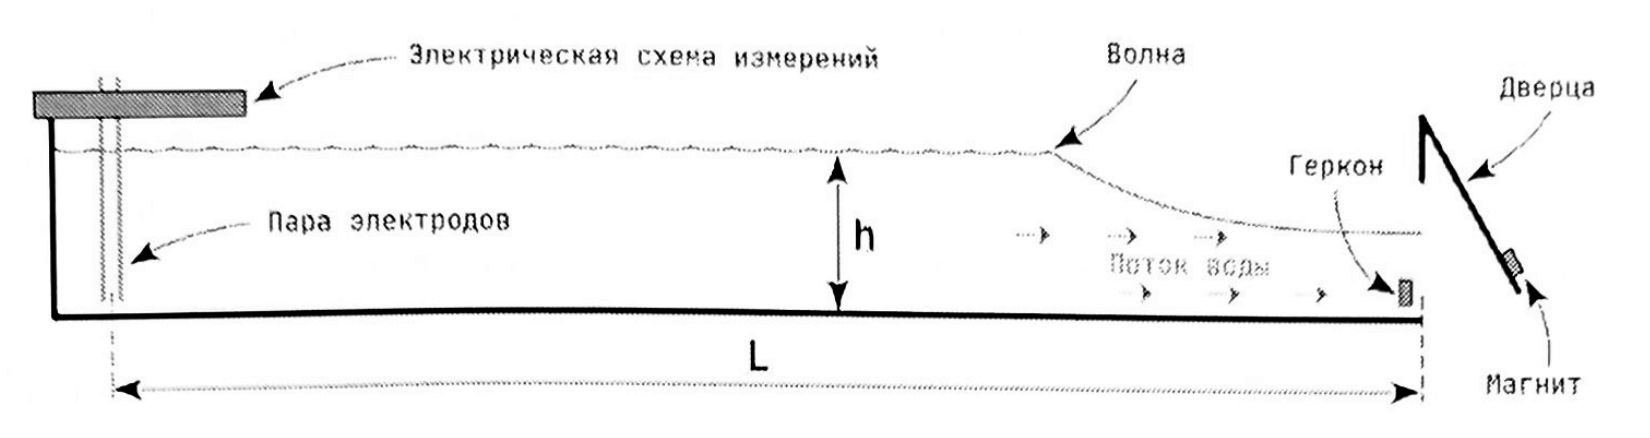 Электрическая схема измерений
Волна
Дверца
Геркон
Пара электродов
h
Поток воды
L
Магнит